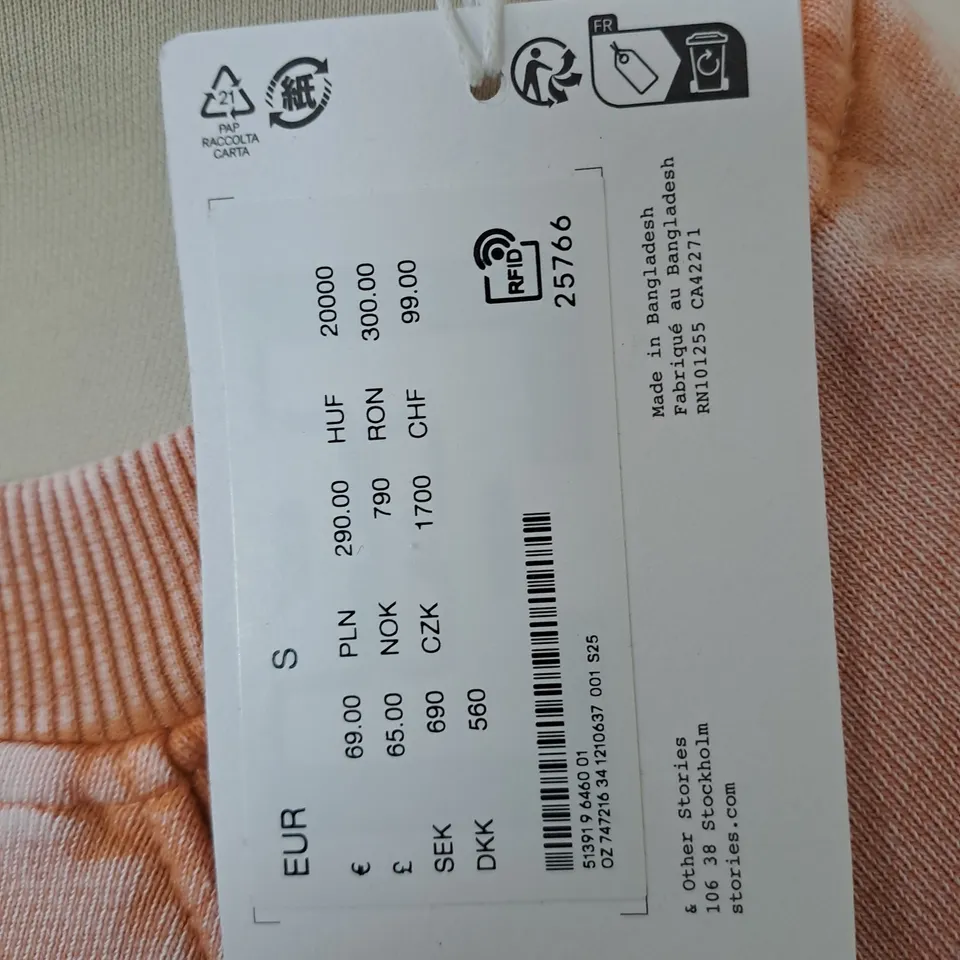 21
PAP
RACCOLTA
CARTA
紙
FR
EUR S
€ 69.00 PLN 290.00 HUF 20000
£ 65.00 NOK 790 RON 300.00
SEK 690 CZK 1700 CHF 99.00
DKK 560
RFID
25766
51391 9 6460 01
OZ 747216 34 1210637 001 S25
Made in Bangladesh
Fabriqué au Bangladesh
RN101255 CA42271
& Other Stories
106 38 Stockholm
stories.com